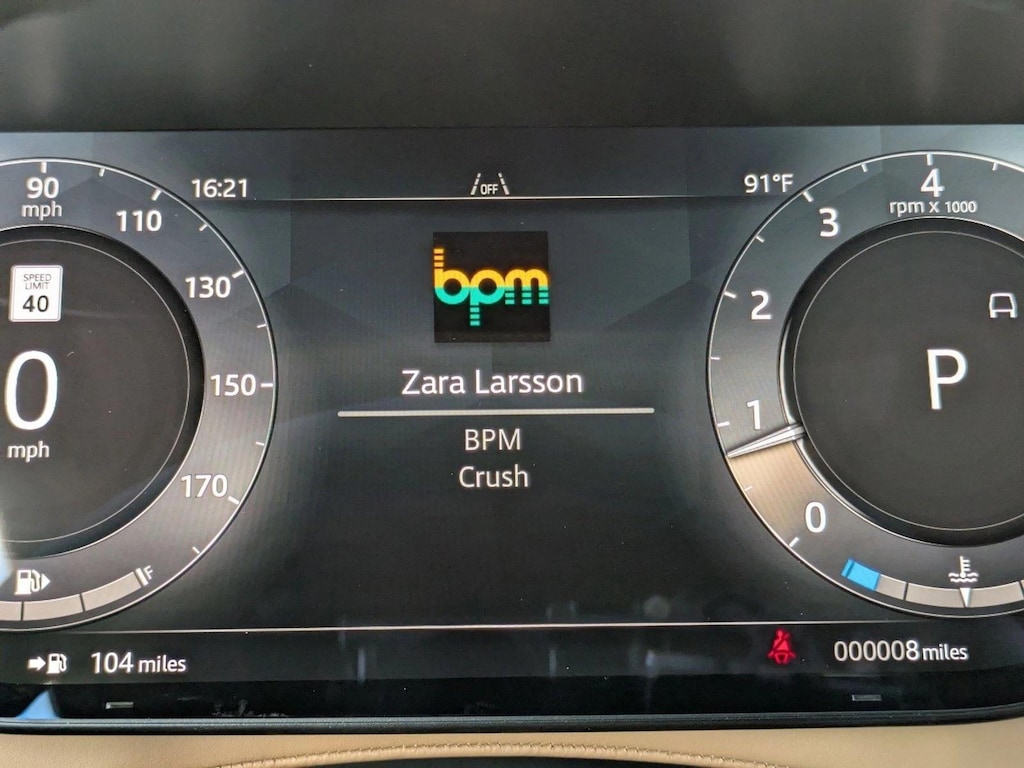 90
mph
110
130
150
170
SPEED
LIMIT
40
0
mph
F
16:21
OFF
91°F
bpm
Zara Larsson
BPM
Crush
4
rpm x 1000
3
2
1
0
P
104 miles
000008 miles